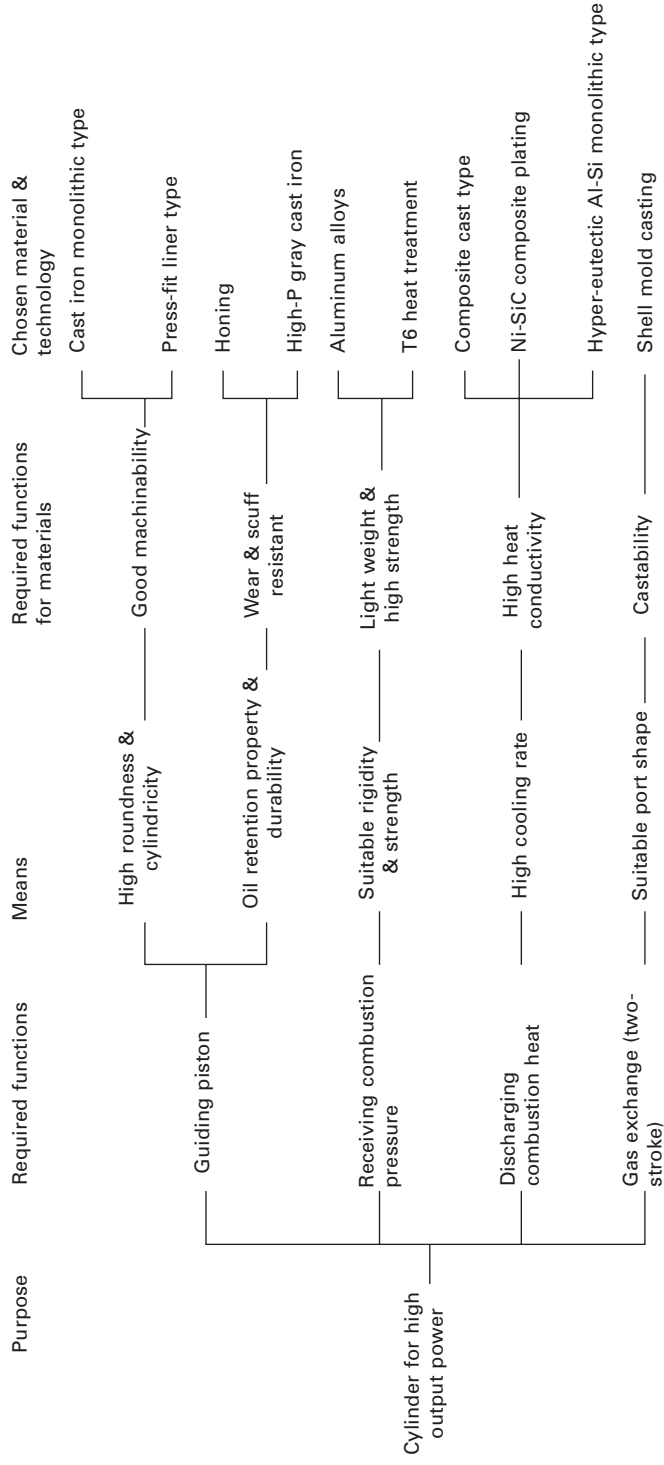 Purpose
Required functions
Means
Required functions
for materials
Chosen material &
technology
Cylinder for high
output power
Guiding piston
High roundness &
cylindricity
Good machinability
Cast iron monolithic type
Press-fit liner type
Oil retention property &
durability
Wear & scuff
resistant
Honing
High-P gray cast iron
Receiving combustion
pressure
Suitable rigidity
& strength
Light weight &
high strength
Aluminum alloys
T6 heat treatment
Discharging
combustion heat
High cooling rate
High heat
conductivity
Composite cast type
Ni-SiC composite plating
Hyper-eutectic Al-Si monolithic type
Gas exchange (two-
stroke)
Suitable port shape
Castability
Shell mold casting